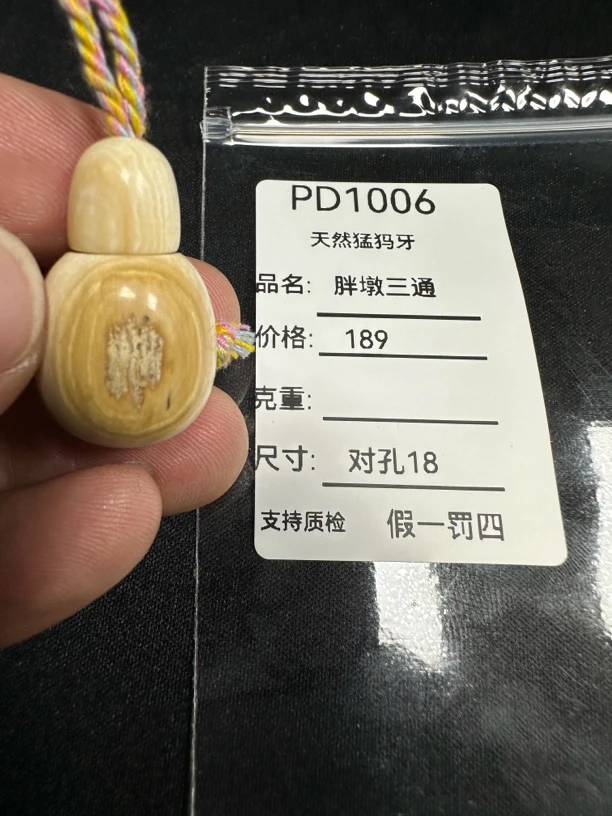 PD1006
天然猛犸牙
品名: 胖墩三通
价格: 189
克重:
尺寸: 对孔18
支持质检 假一罚四